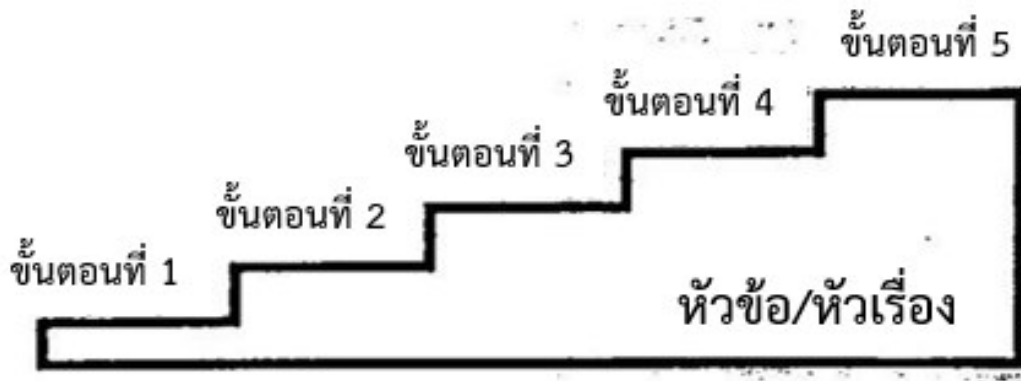 ขั้นตอนที่ 1
ขั้นตอนที่ 2
ขั้นตอนที่ 3
ขั้นตอนที่ 4
ขั้นตอนที่ 5
หัวข้อ/หัวเรื่อง